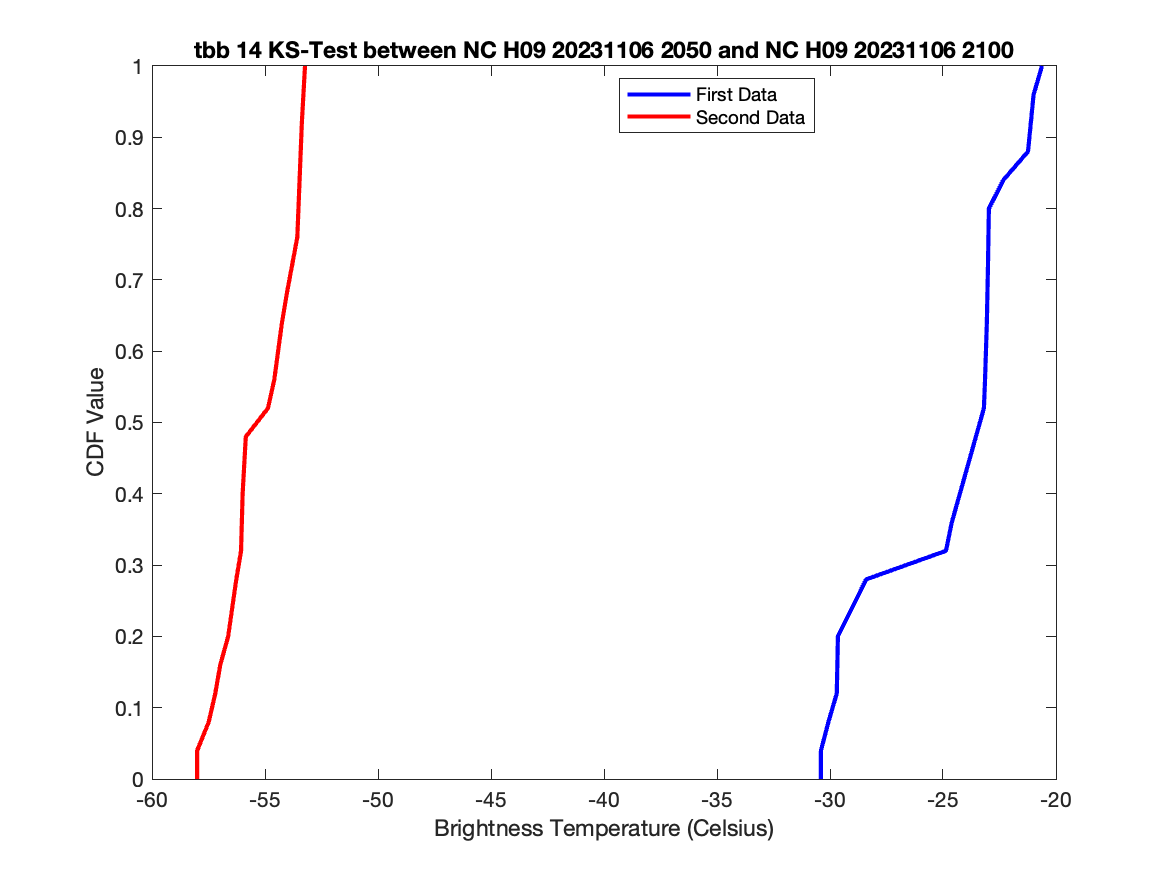 tbb 14 KS-Test between NC H09 20231106 2050 and NC H09 20231106 2100
First Data
Second Data
1
0.9
0.8
0.7
0.6
0.5
0.4
0.3
0.2
0.1
0
CDF Value
-60 -55 -50 -45 -40 -35 -30 -25 -20
Brightness Temperature (Celsius)